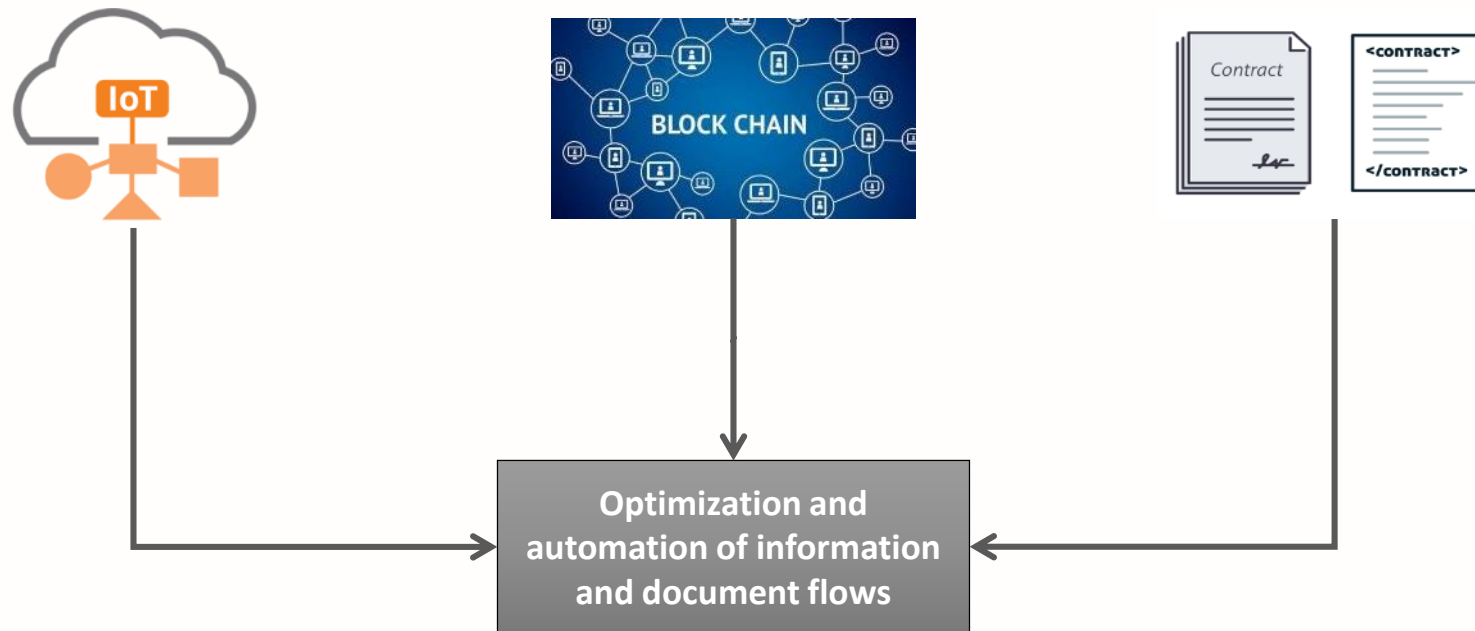 IoT
BLOCK CHAIN
Contract
<contract>
</contract>
Optimization and
automation of information
and document flows